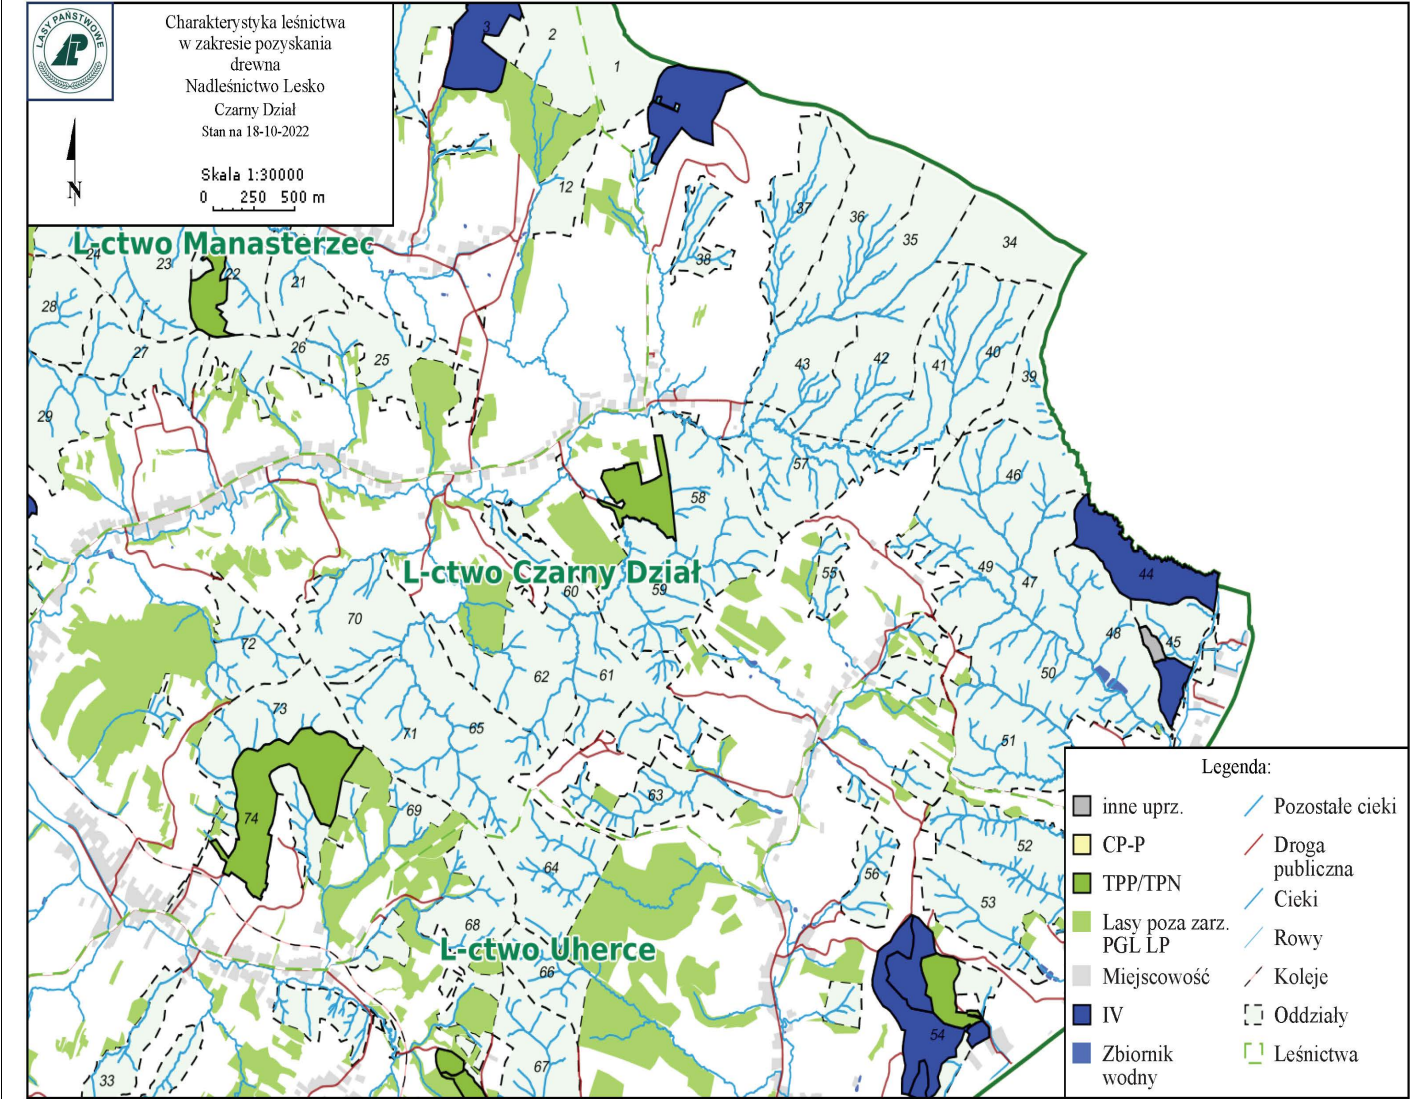 LASY PAŃSTWOWE
Charakterystyka leśnictwa
w zakresie pozyskania
drewna
Nadleśnictwo Lesko
Czarny Dział
Stan na 18-10-2022
N
Skala 1:30000
0 250 500 m
3
2
1
12
L-ctwo Manasterzec
24
23
22
21
28
27
26
25
29
37
36
35
34
38
43
42
41
40
39
57
46
58
L-ctwo Czarny Dział
55
49
47
44
60
59
70
72
48
45
62
61
50
73
71
65
51
63
74
69
64
56
52
53
68
L-ctwo Uherce
66
54
67
33
Legenda:
inne uprz.
CP-P
TPP/TPN
Lasy poza zarz.
PGL LP
Miejscowość
IV
Zbiornik
wodny
Pozostałe cieki
Droga
publiczna
Cieki
Rowy
Koleje
Oddziały
Leśnictwa